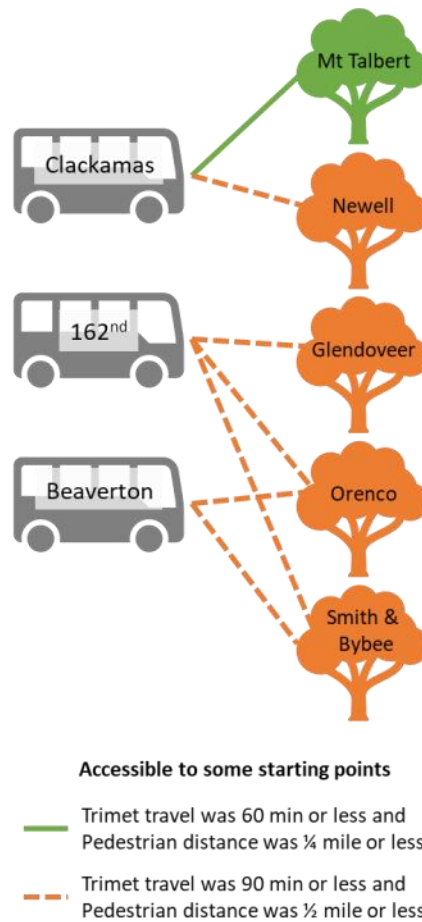 Mt Talbert
Clackamas
Newell
162nd
Glendoveer
Beaverton
Orenco
Smith &
Bybee
Accessible to some starting points
Trimet travel was 60 min or less and
Pedestrian distance was ¼ mile or less
Trimet travel was 90 min or less and
Pedestrian distance was ½ mile or less